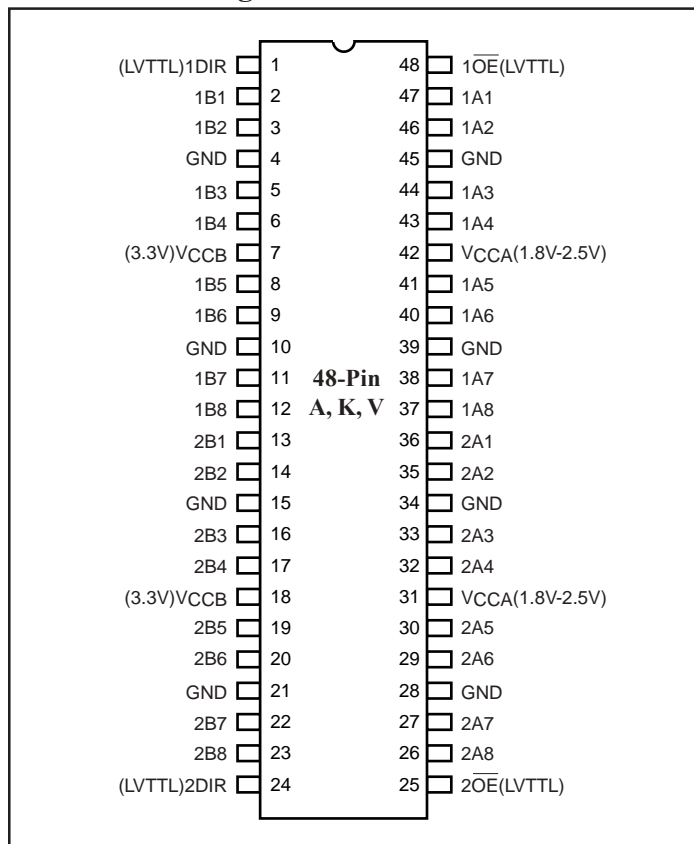 (LVTTL)1DIR 1 48 1O̅E̅(LVTTL)
1B1 2 47 1A1
1B2 3 46 1A2
GND 4 45 GND
1B3 5 44 1A3
1B4 6 43 1A4
(3.3V)VCCB 7 42 VCCA(1.8V-2.5V)
1B5 8 41 1A5
1B6 9 40 1A6
GND 10 39 GND
1B7 11 48-Pin 38 1A7
1B8 12 A, K, V 37 1A8
2B1 13 36 2A1
2B2 14 35 2A2
GND 15 34 GND
2B3 16 33 2A3
2B4 17 32 2A4
(3.3V)VCCB 18 31 VCCA(1.8V-2.5V)
2B5 19 30 2A5
2B6 20 29 2A6
GND 21 28 GND
2B7 22 27 2A7
2B8 23 26 2A8
(LVTTL)2DIR 24 25 2O̅E̅(LVTTL)